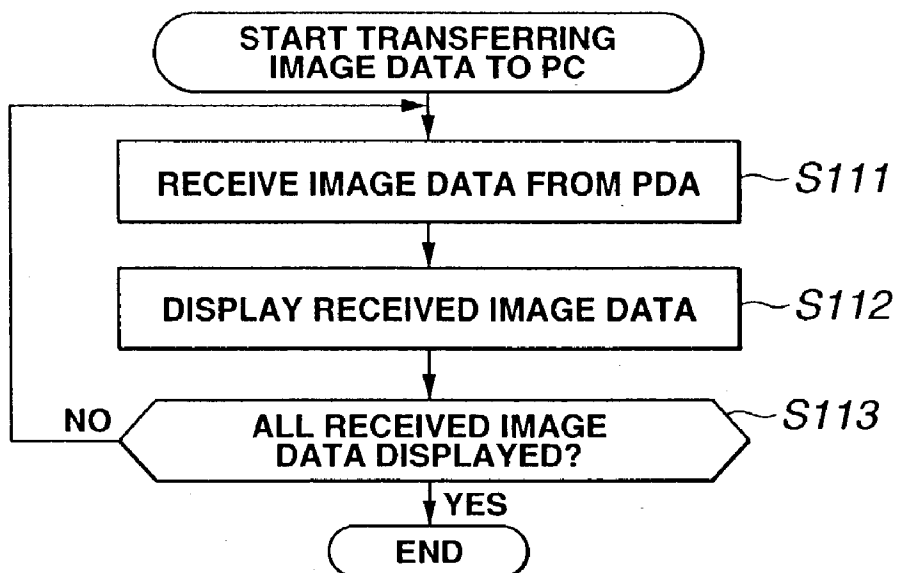 START TRANSFERRING
IMAGE DATA TO PC
RECEIVE IMAGE DATA FROM PDA
S111
DISPLAY RECEIVED IMAGE DATA
S112
NO
ALL RECEIVED IMAGE
DATA DISPLAYED?
S113
YES
END